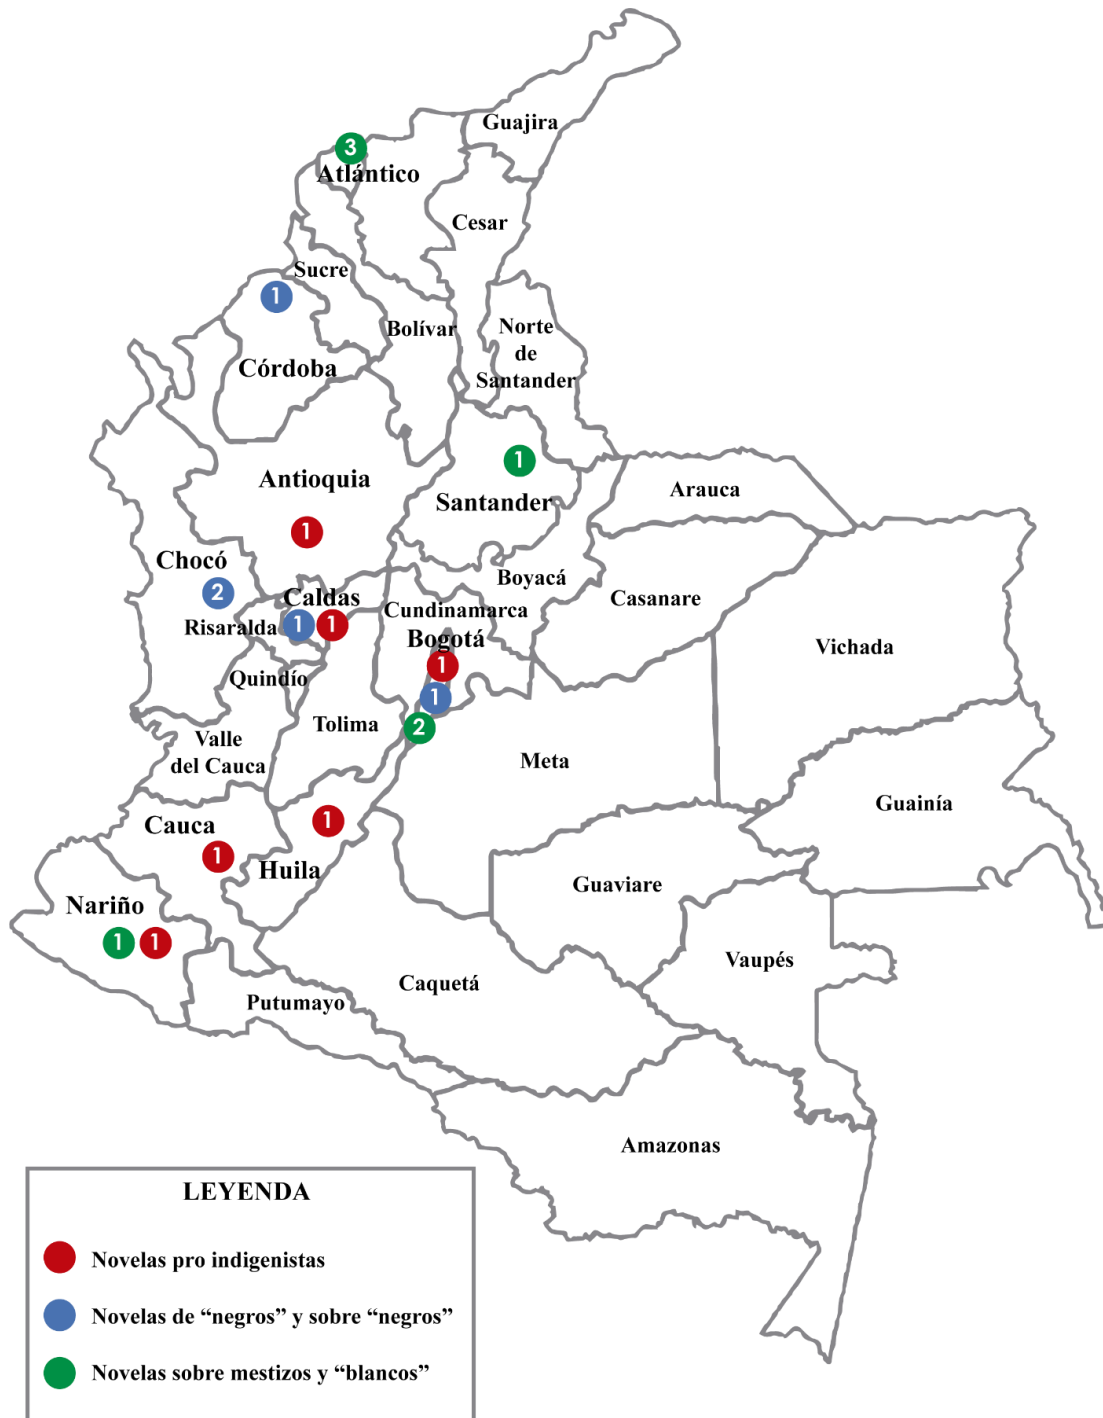 Guajira
3
Atlántico
Cesar
Sucre
1
Bolívar
Norte
de
Santander
Córdoba
1
Antioquia
Santander
Arauca
1
Chocó
2
Boyacá
Caldas
Cundinamarca
Casanare
Risaralda
1
1
Bogotá
Vichada
1
Quindío
1
2
Tolima
Valle
del Cauca
Meta
Guainía
1
Cauca
1
Huila
Guaviare
Nariño
1
1
Vaupés
Caquetá
Putumayo
Amazonas
LEYENDA
Novelas pro indigenistas
Novelas de “negros” y sobre “negros”
Novelas sobre mestizos y “blancos”